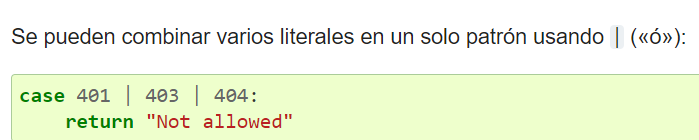 Se pueden combinar varios literales en un solo patrón usando | («ó»):
case 401 | 403 | 404:
    return "Not allowed"